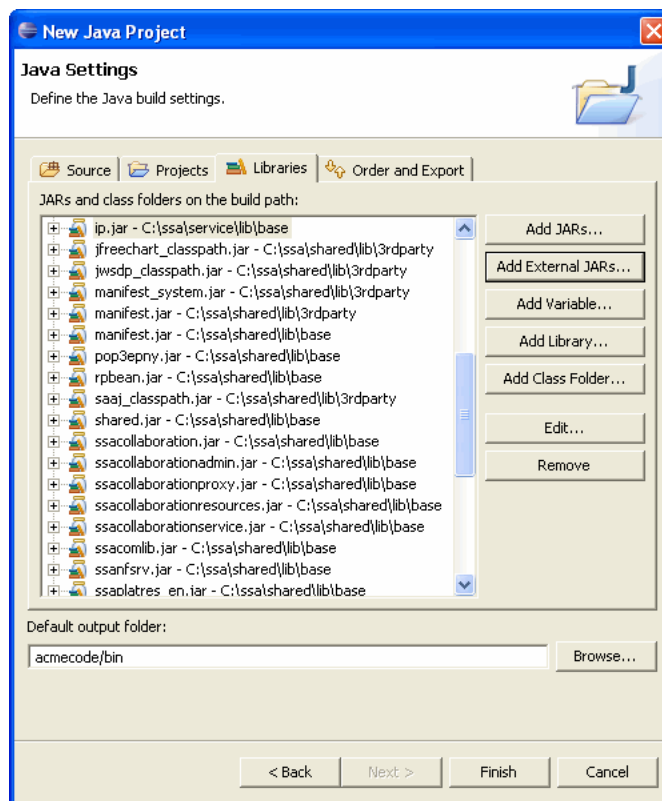 New Java Project
Java Settings
Define the Java build settings.
Source Projects Libraries Order and Export
JARs and class folders on the build path:
ip.jar - C:\ssa\service\lib\base
jfreechart_classpath.jar - C:\ssa\shared\lib\3rdparty
jwsdp_classpath.jar - C:\ssa\shared\lib\3rdparty
manifest_system.jar - C:\ssa\shared\lib\3rdparty
manifest.jar - C:\ssa\shared\lib\3rdparty
manifest.jar - C:\ssa\shared\lib\base
pop3epny.jar - C:\ssa\shared\lib\base
rpbean.jar - C:\ssa\shared\lib\base
saaj_classpath.jar - C:\ssa\shared\lib\3rdparty
shared.jar - C:\ssa\shared\lib\base
ssacollaboration.jar - C:\ssa\shared\lib\base
ssacollaborationadmin.jar - C:\ssa\shared\lib\base
ssacollaborationproxy.jar - C:\ssa\shared\lib\base
ssacollaborationresources.jar - C:\ssa\shared\lib\base
ssacollaborationservice.jar - C:\ssa\shared\lib\base
ssacomlib.jar - C:\ssa\shared\lib\base
ssanfsrv.jar - C:\ssa\shared\lib\base
ssaplatres_en.jar - C:\ssa\shared\lib\base
Add JARs...
Add External JARs...
Add Variable...
Add Library...
Add Class Folder...
Edit...
Remove
Default output folder:
acmecode/bin
Browse...
< Back Next > Finish Cancel